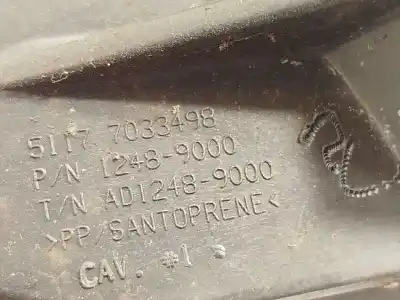 5117 7033498
P/N 1248-9000
T/N AD1248-9000
>PP/SANTOPRENE<
CAV. #1